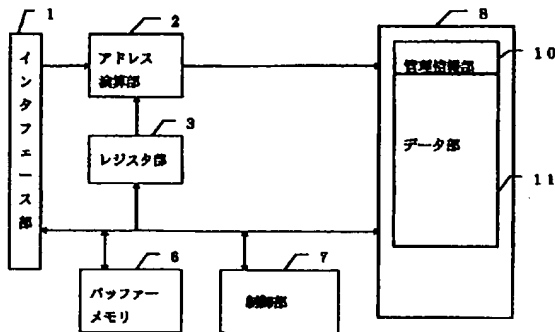 1
インタフェース部
2
アドレス
演算部
3
レジスタ部
6
バッファー
メモリ
7
制御部
8
10
管理情報部
データ部
11